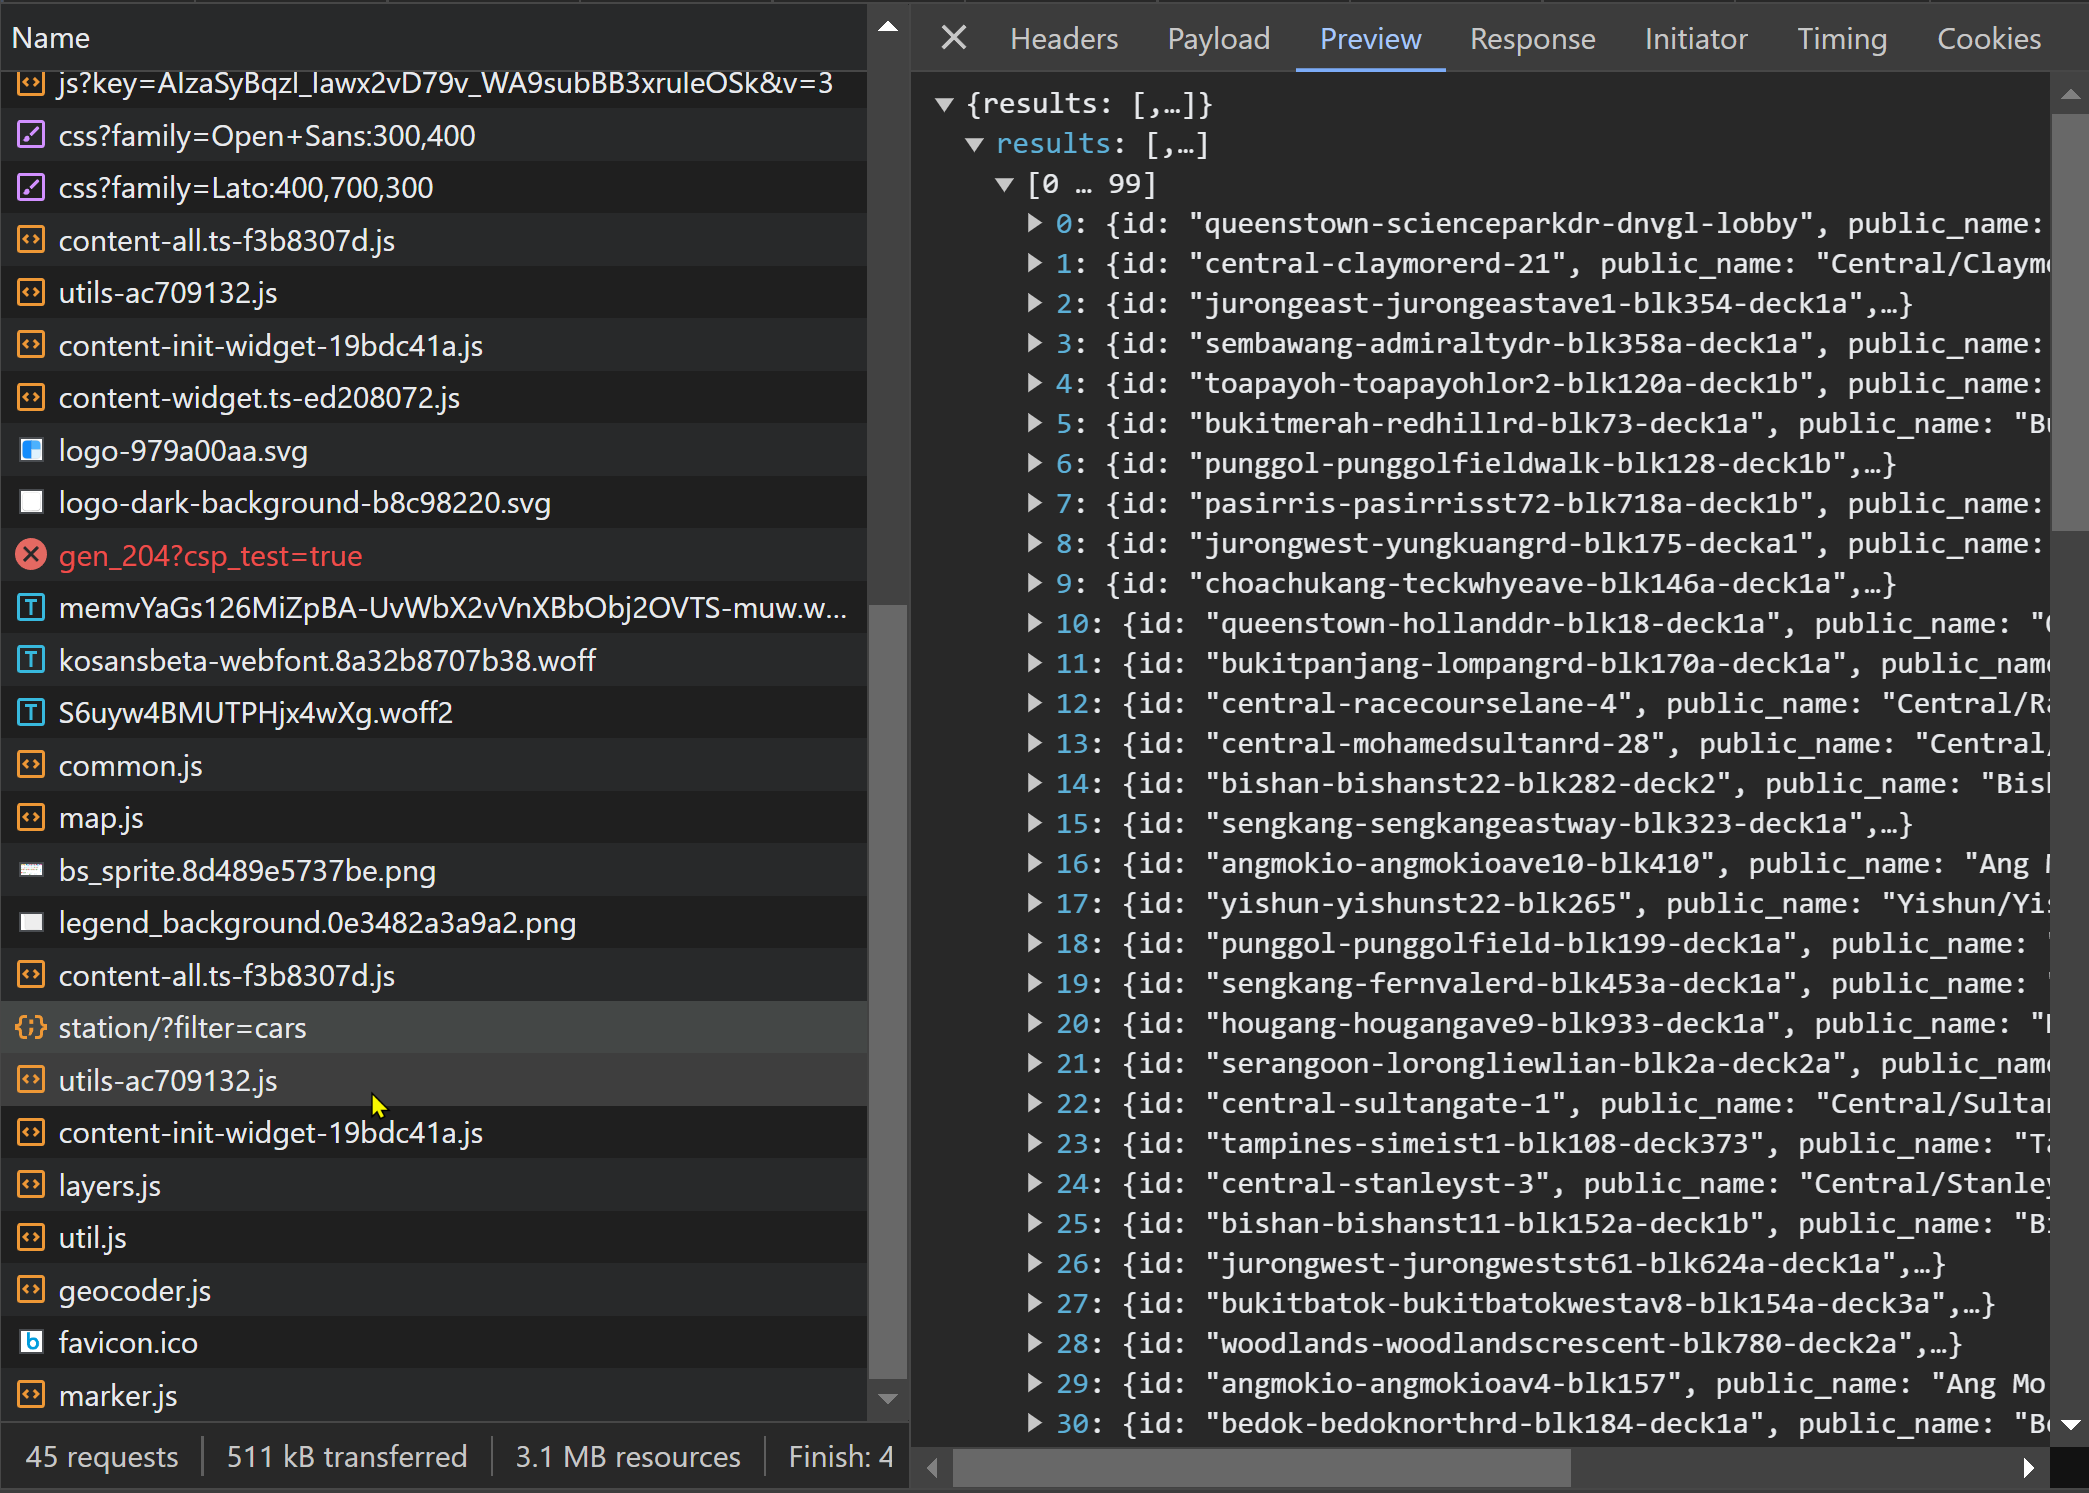 Name
js?key=AIzaSyBqzl_Iawx2vD79v_WA9subBB3xruIeOSk&v=3
css?family=Open+Sans:300,400
css?family=Lato:400,700,300
content-all.ts-f3b8307d.js
utils-ac709132.js
content-init-widget-19bdc41a.js
content-widget.ts-ed208072.js
logo-979a00aa.svg
logo-dark-background-b8c98220.svg
gen_204?csp_test=true
memvYaGs126MiZpBA-UvWbX2vVnXBbObj2OVTS-muw.w...
kosansbeta-webfont.8a32b8707b38.woff
S6uyw4BMUTPHjx4wXg.woff2
common.js
map.js
bs_sprite.8d489e5737be.png
legend_background.0e3482a3a9a2.png
content-all.ts-f3b8307d.js
station/?filter=cars
utils-ac709132.js
content-init-widget-19bdc41a.js
layers.js
util.js
geocoder.js
favicon.ico
marker.js
45 requests 511 kB transferred 3.1 MB resources Finish: 4
Headers Payload Preview Response Initiator Timing Cookies
{results: [,…]}
results: [,…]
[0 … 99]
0: {id: "queenstown-scienceparkdr-dnvgl-lobby", public_name:
1: {id: "central-claymorerd-21", public_name: "Central/Claymo
2: {id: "jurongeast-jurongeastave1-blk354-deck1a",…}
3: {id: "sembawang-admiraltydr-blk358a-deck1a", public_name:
4: {id: "toapayoh-toapayohlor2-blk120a-deck1b", public_name:
5: {id: "bukitmerah-redhillrd-blk73-deck1a", public_name: "Bu
6: {id: "punggol-punggolfieldwalk-blk128-deck1b",…}
7: {id: "pasirris-pasirrisst72-blk718a-deck1b", public_name:
8: {id: "jurongwest-yungkuangrd-blk175-decka1", public_name:
9: {id: "choachukang-teckwhyeave-blk146a-deck1a",…}
10: {id: "queenstown-hollanddr-blk18-deck1a", public_name: "
11: {id: "bukitpanjang-lompangrd-blk170a-deck1a", public_name
12: {id: "central-racecourselane-4", public_name: "Central/Ra
13: {id: "central-mohamedsultanrd-28", public_name: "Central/
14: {id: "bishan-bishanst22-blk282-deck2", public_name: "Bish
15: {id: "sengkang-sengkangeastway-blk323-deck1a",…}
16: {id: "angmokio-angmokioave10-blk410", public_name: "Ang M
17: {id: "yishun-yishunst22-blk265", public_name: "Yishun/Yis
18: {id: "punggol-punggolfield-blk199-deck1a", public_name: "
19: {id: "sengkang-fernvalerd-blk453a-deck1a", public_name: "
20: {id: "hougang-hougangave9-blk933-deck1a", public_name: "
21: {id: "serangoon-lorongliewlian-blk2a-deck2a", public_name
22: {id: "central-sultangate-1", public_name: "Central/Sultan
23: {id: "tampines-simeist1-blk108-deck373", public_name: "Ta
24: {id: "central-stanleyst-3", public_name: "Central/Stanley
25: {id: "bishan-bishanst11-blk152a-deck1b", public_name: "Bi
26: {id: "jurongwest-jurongwestst61-blk624a-deck1a",…}
27: {id: "bukitbatok-bukitbatokwestav8-blk154a-deck3a",…}
28: {id: "woodlands-woodlandscrescent-blk780-deck2a",…}
29: {id: "angmokio-angmokioav4-blk157", public_name: "Ang Mo
30: {id: "bedok-bedoknorthrd-blk184-deck1a", public_name: "Be